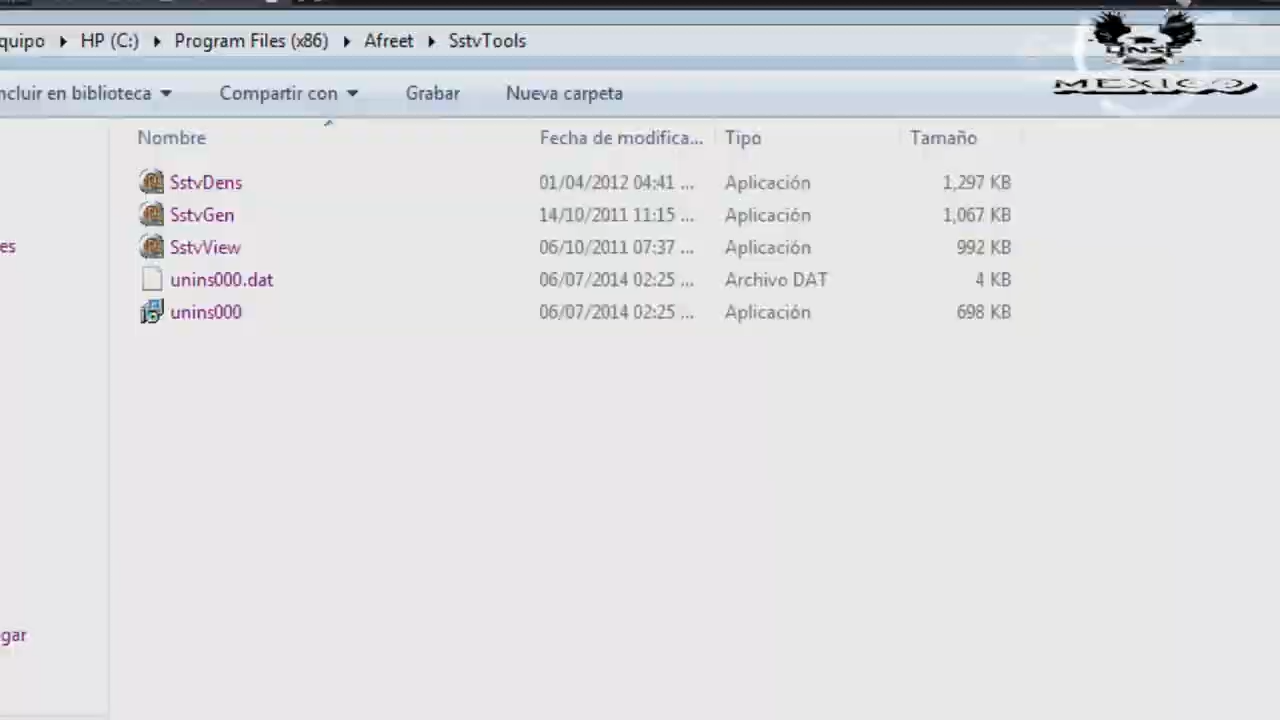 quipo ▸ HP (C:) ▸ Program Files (x86) ▸ Afreet ▸ SstvTools
ncluir en biblioteca Compartir con Grabar Nueva carpeta
Nombre Fecha de modifica... Tipo Tamaño
SstvDens 01/04/2012 04:41 ... Aplicación 1,297 KB
SstvGen 14/10/2011 11:15 ... Aplicación 1,067 KB
SstvView 06/10/2011 07:37 ... Aplicación 992 KB
unins000.dat 06/07/2014 02:25 ... Archivo DAT 4 KB
unins000 06/07/2014 02:25 ... Aplicación 698 KB
es
gar
MEXICO